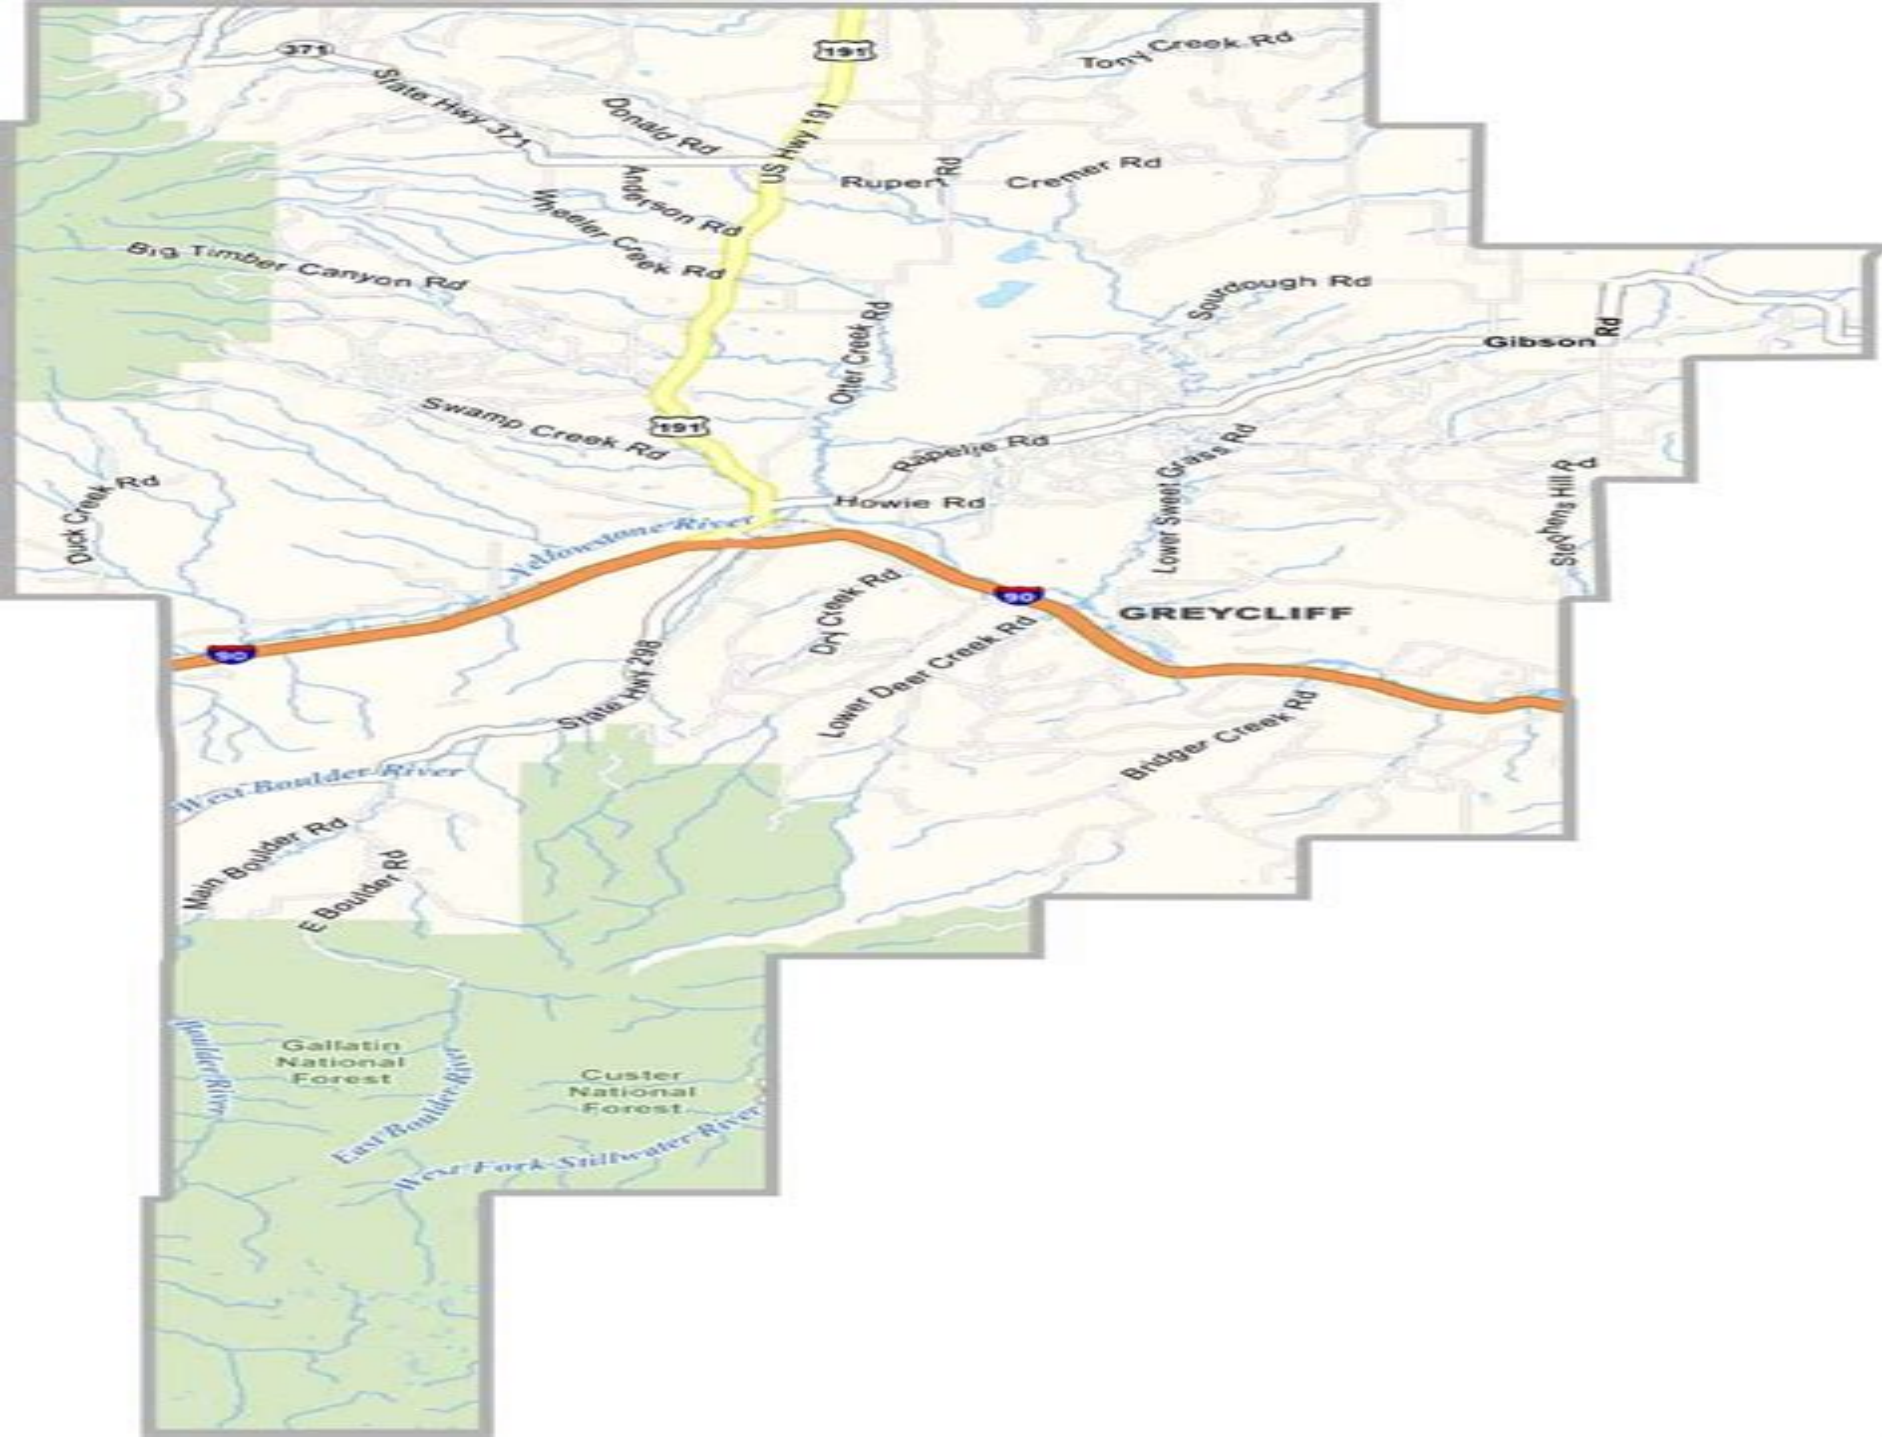 371
191
Tony Creek Rd
State Hwy 371
Donald Rd
US Hwy 191
Rupert Rd
Cremer Rd
Anderson Rd
Wheeler Creek Rd
Big Timber Canyon Rd
Sourdough Rd
Otter Creek Rd
Gibson Rd
Swamp Creek Rd
191
Rapelje Rd
Lower Sweet Grass Rd
Stephens Hill Rd
Duck Creek Rd
Howie Rd
Yellowstone River
90
Dry Creek Rd
GREYCLIFF
90
State Hwy 298
Lower Deer Creek Rd
Bridger Creek Rd
West Boulder River
Main Boulder Rd
E Boulder Rd
Boulder River
Gallatin
National
Forest
East Boulder River
Custer
National
Forest
West Fork Stillwater River